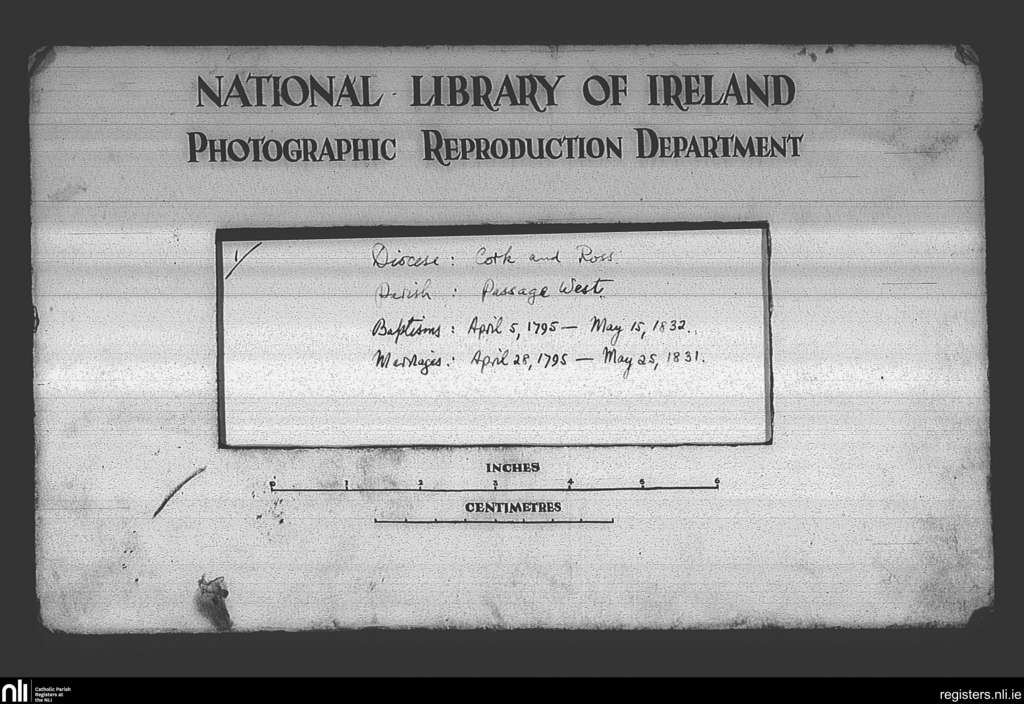 NATIONAL LIBRARY OF IRELAND
PHOTOGRAPHIC REPRODUCTION DEPARTMENT
1/
Diocese : Cork and Ross.
Parish : Passage West.
Baptisms : April 5, 1795 — May 15, 1832.
Marriages : April 28, 1795 — May 25, 1831.
INCHES
0 1 2 3 4 5 6
CENTIMETRES
nli
Catholic Parish
Registers at
the NLI
registers.nli.ie